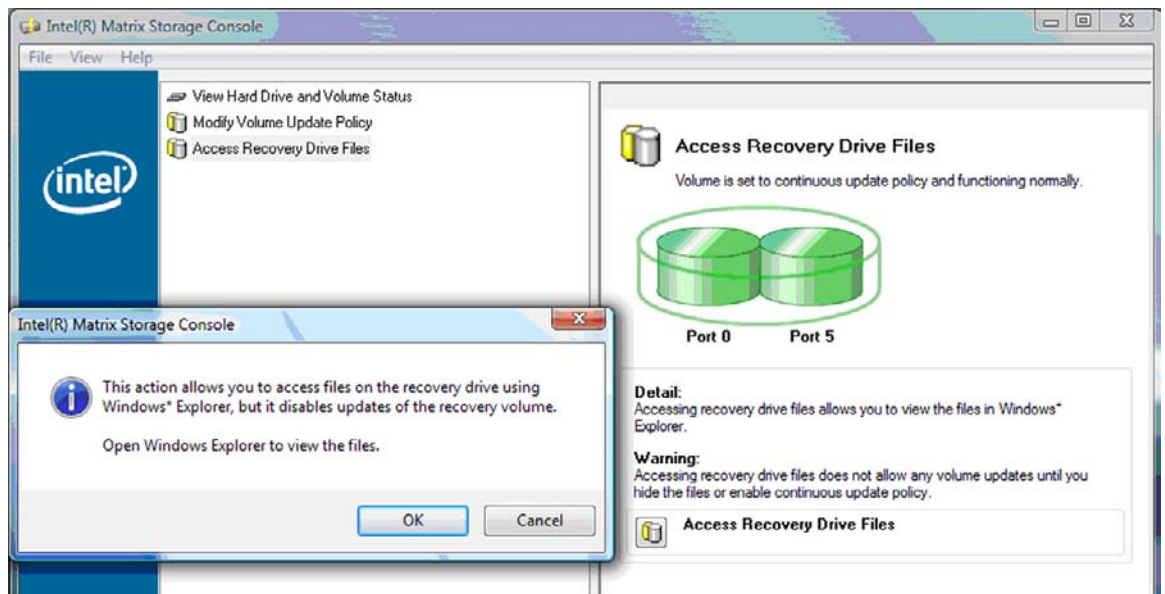 Intel(R) Matrix Storage Console
File View Help
intel
View Hard Drive and Volume Status
Modify Volume Update Policy
Access Recovery Drive Files
Access Recovery Drive Files
Volume is set to continuous update policy and functioning normally.
Port 0 Port 5
Detail:
Accessing recovery drive files allows you to view the files in Windows*
Explorer.
Warning:
Accessing recovery drive files does not allow any volume updates until you
hide the files or enable continuous update policy.
Access Recovery Drive Files
Intel(R) Matrix Storage Console
This action allows you to access files on the recovery drive using
Windows* Explorer, but it disables updates of the recovery volume.
Open Windows Explorer to view the files.
OK Cancel